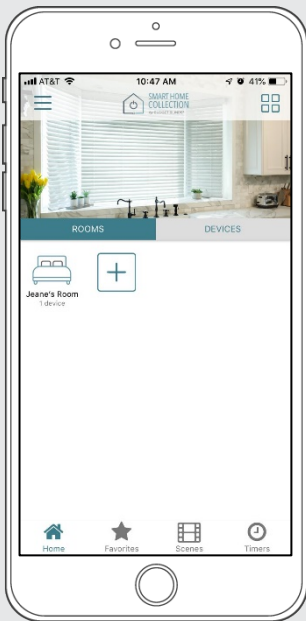 AT&T 10:47 AM 41%
SMART HOME
COLLECTION
ROOMS DEVICES
Jeane's Room
1 device
Home Favorites Scenes Timers